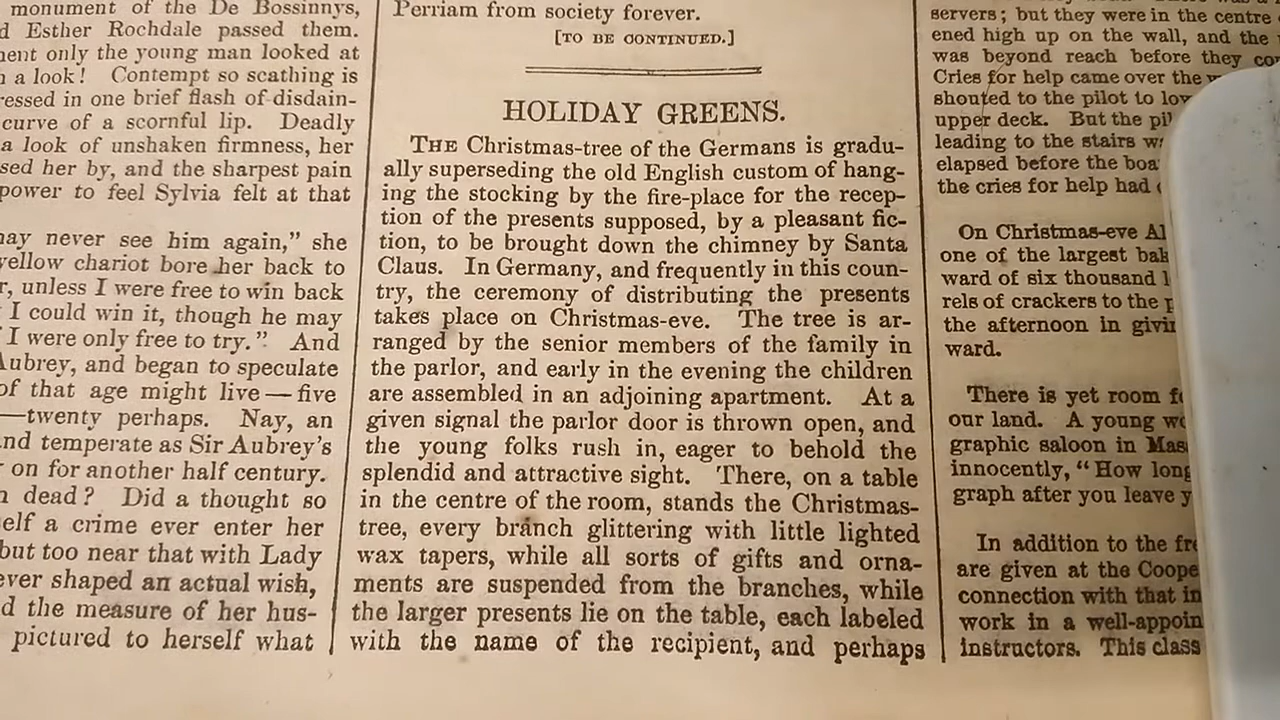 monument of the De Bossinnys,
Esther Rochdale passed them.
only the young man looked at
a look! Contempt so scathing is
in one brief flash of disdain-
curve of a scornful lip. Deadly
a look of unshaken firmness, her
her by, and the sharpest pain
power to feel Sylvia felt at that
never see him again,” she
yellow chariot bore her back to
unless I were free to win back
I could win it, though he may
I were only free to try.” And
Aubrey, and began to speculate
of that age might live—five
—twenty perhaps. Nay, an
and temperate as Sir Aubrey’s
on for another half century.
dead? Did a thought so
a crime ever enter her
but too near that with Lady
ever shaped an actual wish,
the measure of her hus-
pictured to herself what
Perriam from society forever.
[TO BE CONTINUED.]
HOLIDAY GREENS.
THE Christmas-tree of the Germans is gradu-
ally superseding the old English custom of hang-
ing the stocking by the fire-place for the recep-
tion of the presents supposed, by a pleasant fic-
tion, to be brought down the chimney by Santa
Claus. In Germany, and frequently in this coun-
try, the ceremony of distributing the presents
takes place on Christmas-eve. The tree is ar-
ranged by the senior members of the family in
the parlor, and early in the evening the children
are assembled in an adjoining apartment. At a
given signal the parlor door is thrown open, and
the young folks rush in, eager to behold the
splendid and attractive sight. There, on a table
in the centre of the room, stands the Christmas-
tree, every branch glittering with little lighted
wax tapers, while all sorts of gifts and orna-
ments are suspended from the branches, while
the larger presents lie on the table, each labeled
with the name of the recipient, and perhaps
servers; but they were in the centre
ened high up on the wall, and the
was beyond reach before they
Cries for help came over the
shouted to the pilot to
upper deck. But the
leading to the stairs
elapsed before the
the cries for help had
On Christmas-eve
one of the largest
ward of six thousand
rels of crackers to the
the afternoon in
ward.
There is yet room
our land. A young
graphic saloon in
innocently, “How long
graph after you leave
In addition to the
are given at the
connection with that in
work in a
instructors. This class